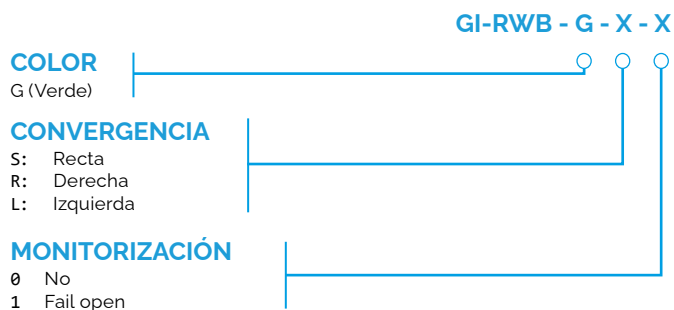 GI-RWB - G - X - X
COLOR
G (Verde)
CONVERGENCIA
S: Recta
R: Derecha
L: Izquierda
MONITORIZACIÓN
0 No
1 Fail open